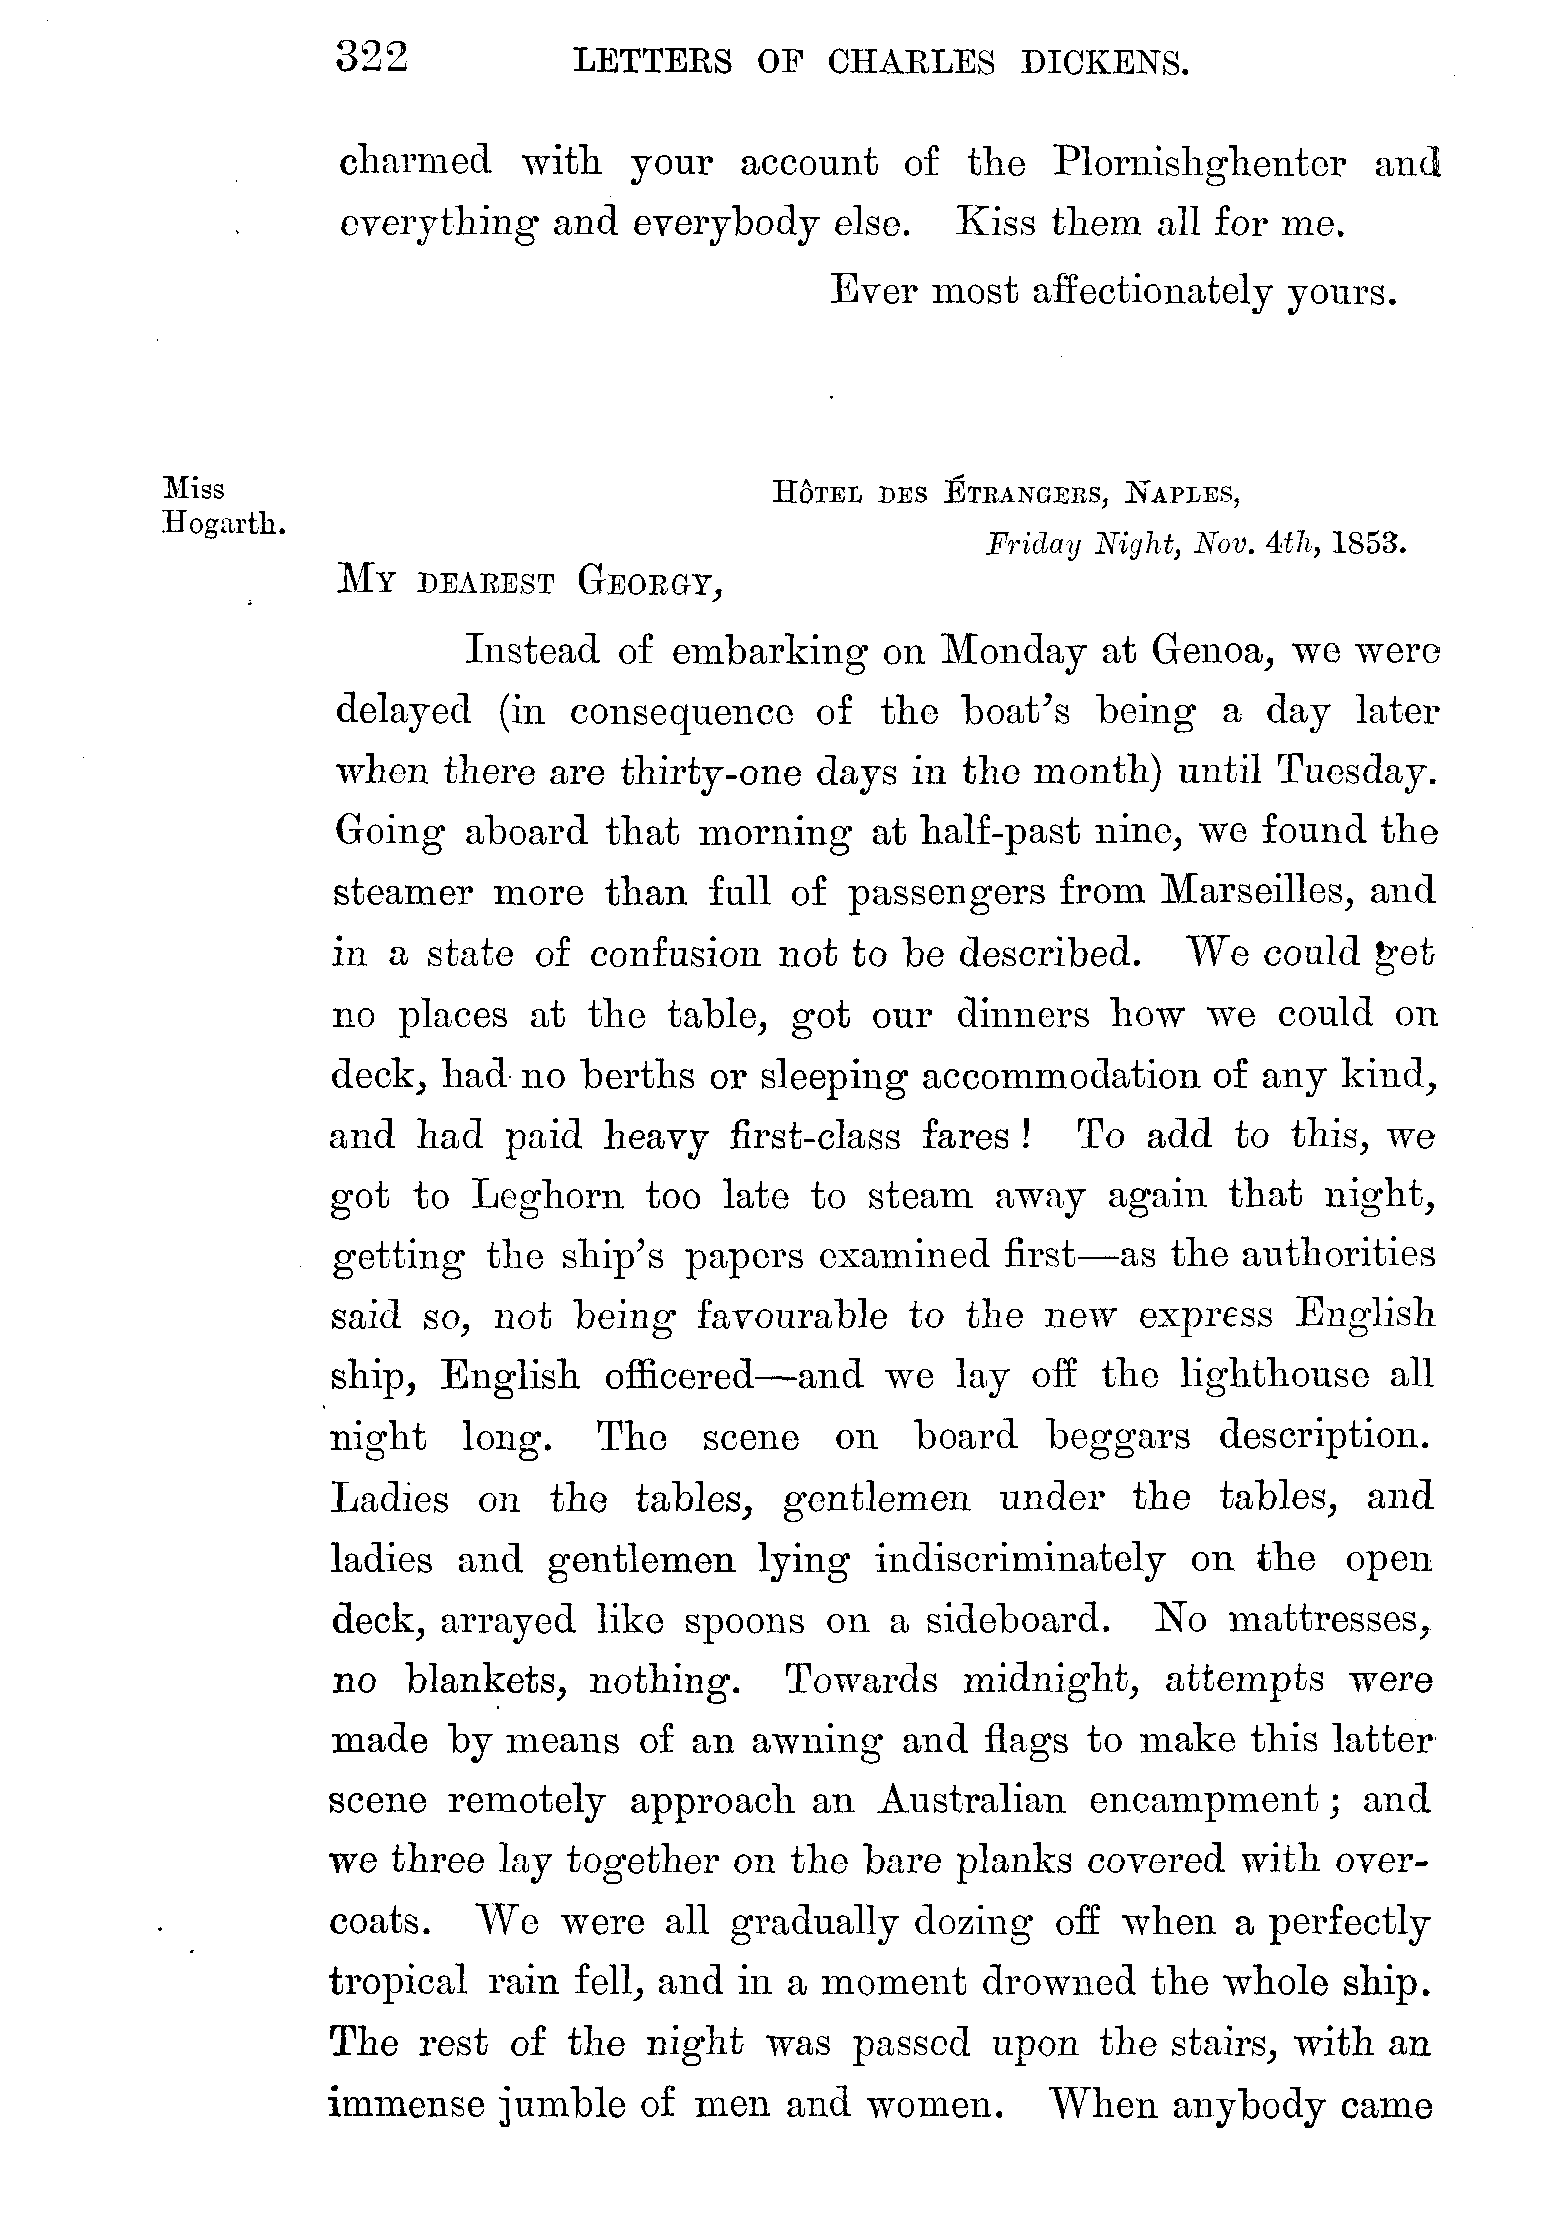 322 LETTERS OF CHARLES DICKENS.
charmed with your account of the Plornishghenter and
everything and everybody else. Kiss them all for me.
Ever most affectionately yours.
Miss
Hogarth.
HÔTEL DES ÉTRANGERS, NAPLES,
Friday Night, Nov. 4th, 1853.
MY DEAREST GEORGY,
Instead of embarking on Monday at Genoa, we were
delayed (in consequence of the boat's being a day later
when there are thirty-one days in the month) until Tuesday.
Going aboard that morning at half-past nine, we found the
steamer more than full of passengers from Marseilles, and
in a state of confusion not to be described. We could get
no places at the table, got our dinners how we could on
deck, had no berths or sleeping accommodation of any kind,
and had paid heavy first-class fares! To add to this, we
got to Leghorn too late to steam away again that night,
getting the ship's papers examined first—as the authorities
said so, not being favourable to the new express English
ship, English officered—and we lay off the lighthouse all
night long. The scene on board beggars description.
Ladies on the tables, gentlemen under the tables, and
ladies and gentlemen lying indiscriminately on the open
deck, arrayed like spoons on a sideboard. No mattresses,
no blankets, nothing. Towards midnight, attempts were
made by means of an awning and flags to make this latter
scene remotely approach an Australian encampment; and
we three lay together on the bare planks covered with over-
coats. We were all gradually dozing off when a perfectly
tropical rain fell, and in a moment drowned the whole ship.
The rest of the night was passed upon the stairs, with an
immense jumble of men and women. When anybody came